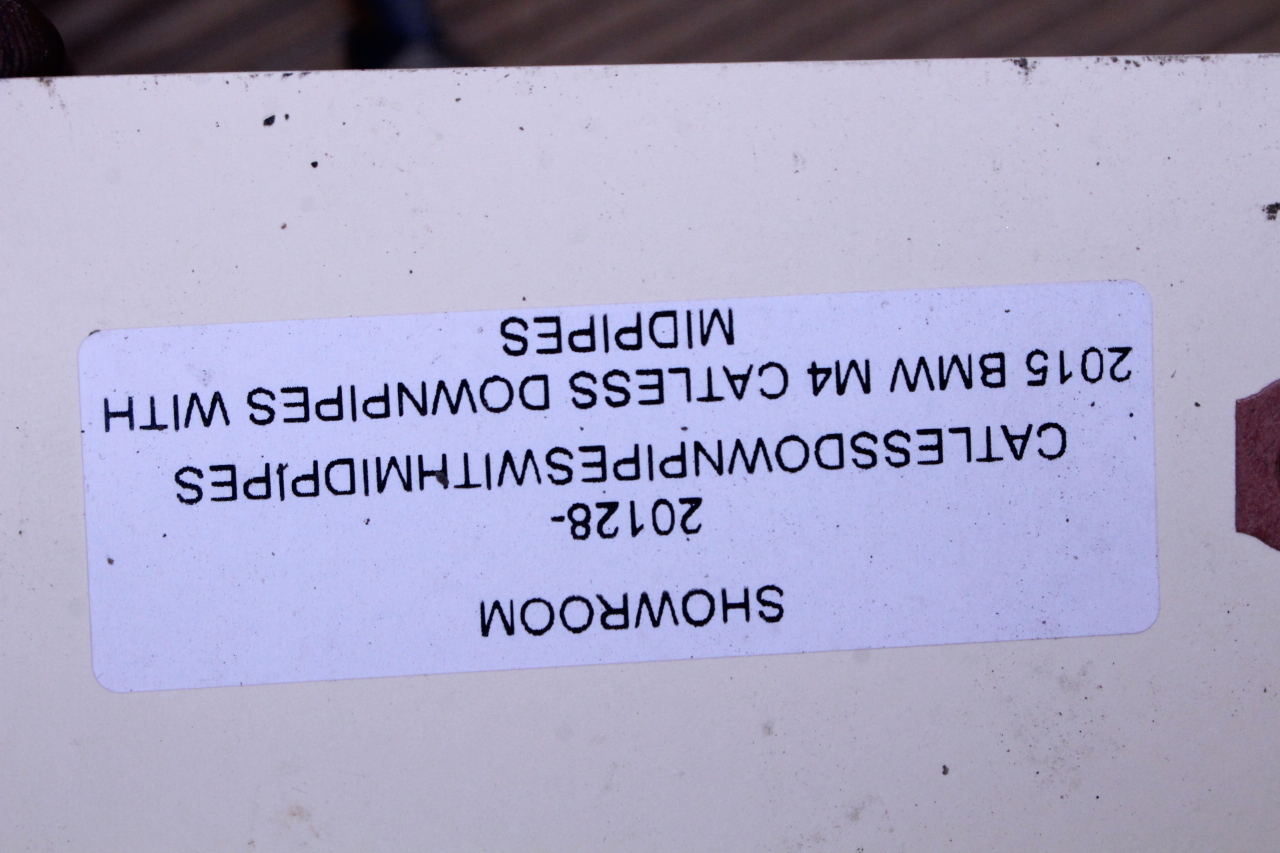 SHOWROOM
20128-
CATLESSDOWNPIPESWITHMIDPIPES
2015 BMW M4 CATLESS DOWNPIPES WITH
MIDPIPES